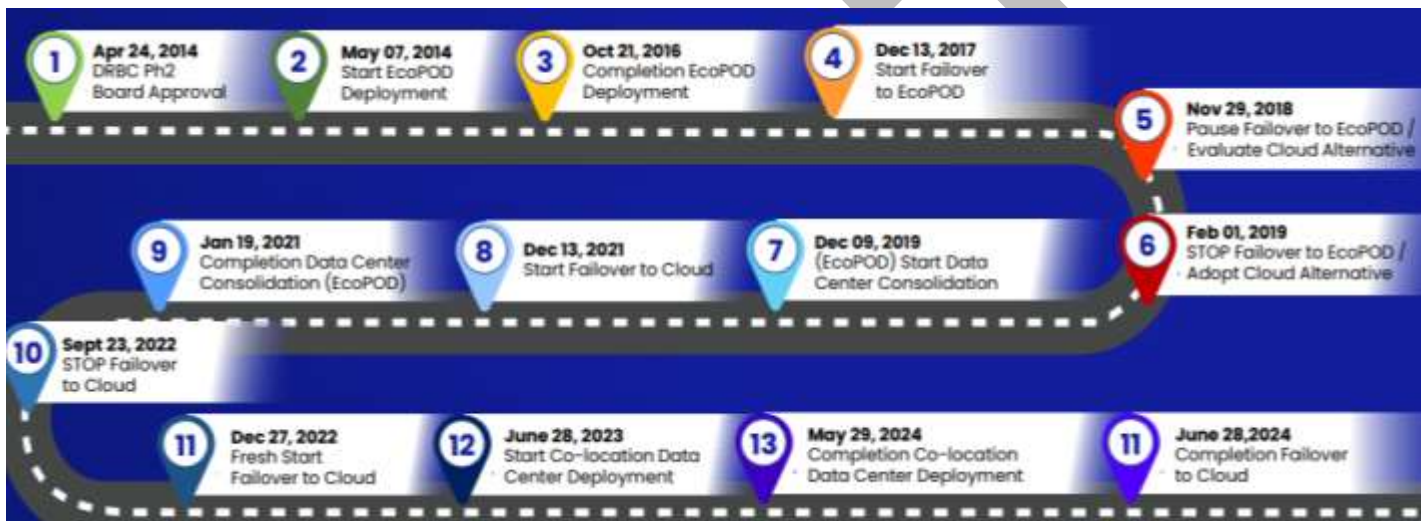 1
Apr 24, 2014
DRBC Ph2
Board Approval
2
May 07, 2014
Start EcoPOD
Deployment
3
Oct 21, 2016
Completion EcoPOD
Deployment
4
Dec 13, 2017
Start Failover
to EcoPOD
5
Nov 29, 2018
Pause Failover to EcoPOD /
Evaluate Cloud Alternative
6
Feb 01, 2019
STOP Failover to EcoPOD /
Adopt Cloud Alternative
7
Dec 09, 2019
(EcoPOD) Start Data
Center Consolidation
8
Dec 13, 2021
Start Failover to Cloud
9
Jan 19, 2021
Completion Data Center
Consolidation (EcoPOD)
10
Sept 23, 2022
STOP Failover
to Cloud
11
Dec 27, 2022
Fresh Start
Failover to Cloud
12
June 28, 2023
Start Co-location Data
Center Deployment
13
May 29, 2024
Completion Co-location
Data Center Deployment
11
June 28,2024
Completion Failover
to Cloud